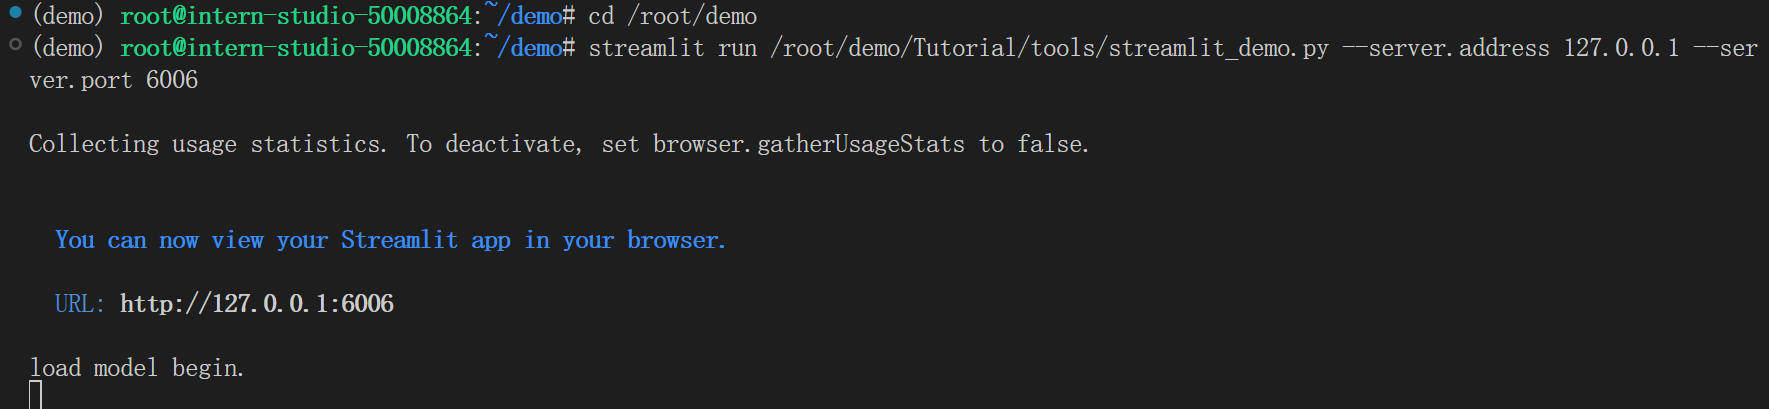 (demo) root@intern-studio-50008864:~/demo# cd /root/demo
(demo) root@intern-studio-50008864:~/demo# streamlit run /root/demo/Tutorial/tools/streamlit_demo.py --server.address 127.0.0.1 --ser
ver.port 6006
Collecting usage statistics. To deactivate, set browser.gatherUsageStats to false.
You can now view your Streamlit app in your browser.
URL: http://127.0.0.1:6006
load model begin.